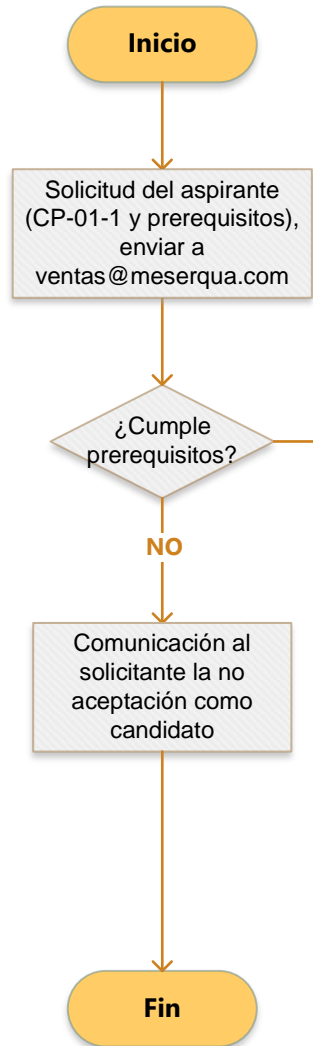 Inicio
Solicitud del aspirante
(CP-01-1 y prerequisitos),
enviar a
ventas@meserqua.com
¿Cumple
prerequisitos?
NO
Comunicación al
solicitante la no
aceptación como
candidato
Fin